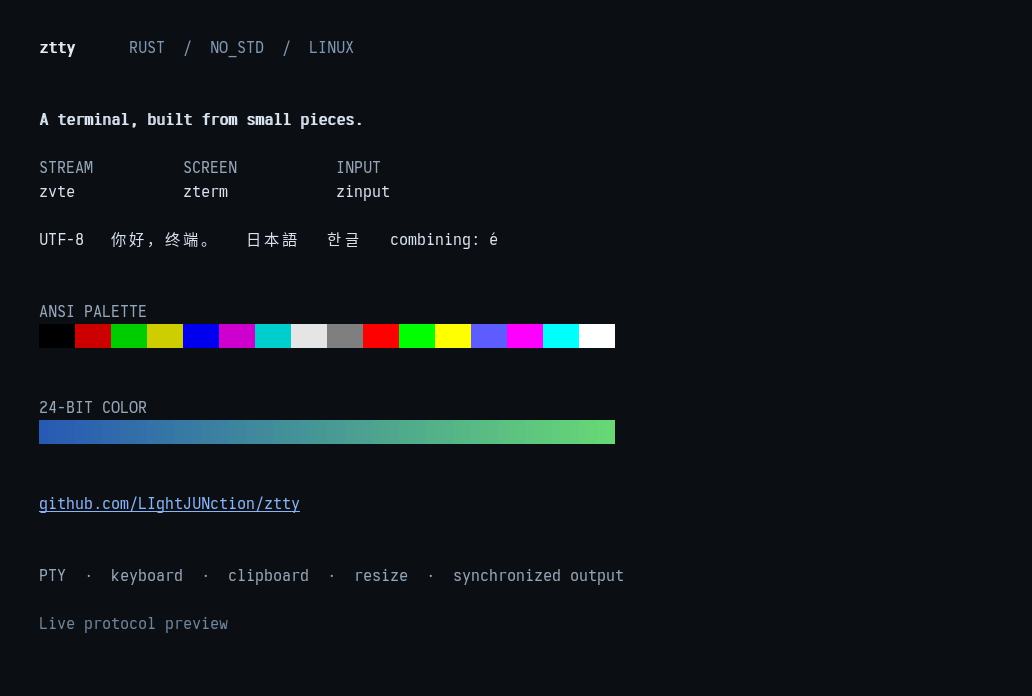 ztty RUST / NO_STD / LINUX
A terminal, built from small pieces.
STREAM SCREEN INPUT
zvte zterm zinput
UTF-8 你好，终端。 日本語 한글 combining: é
ANSI PALETTE
24-BIT COLOR
github.com/LIghtJUNction/ztty
PTY · keyboard · clipboard · resize · synchronized output
Live protocol preview